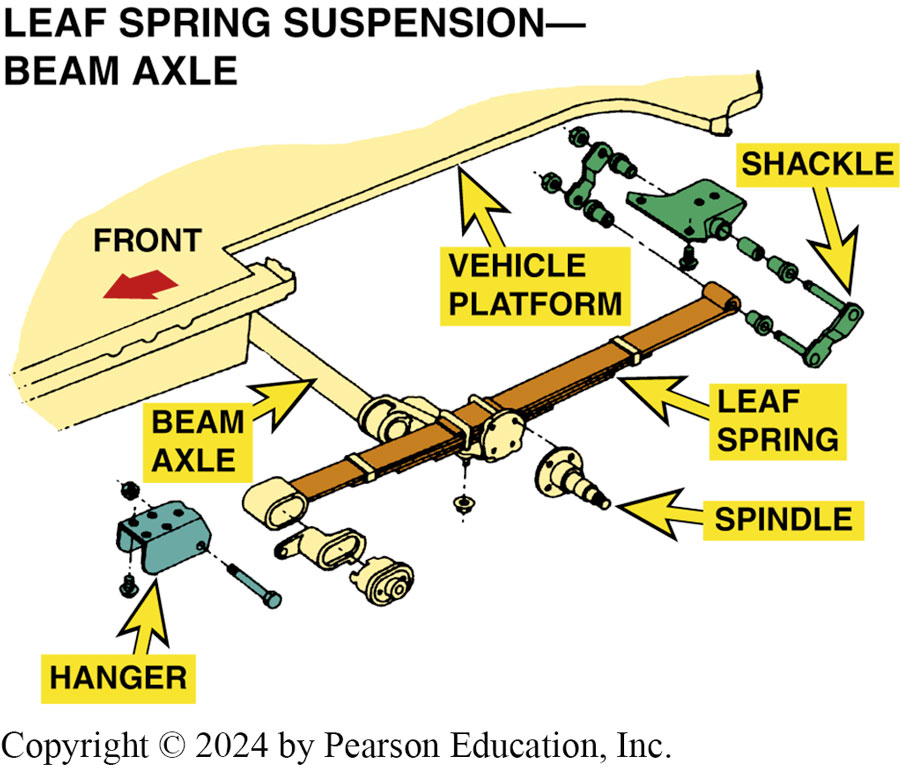 LEAF SPRING SUSPENSION—
BEAM AXLE
SHACKLE
FRONT
VEHICLE
PLATFORM
BEAM
AXLE
LEAF
SPRING
SPINDLE
HANGER
Copyright © 2024 by Pearson Education, Inc.